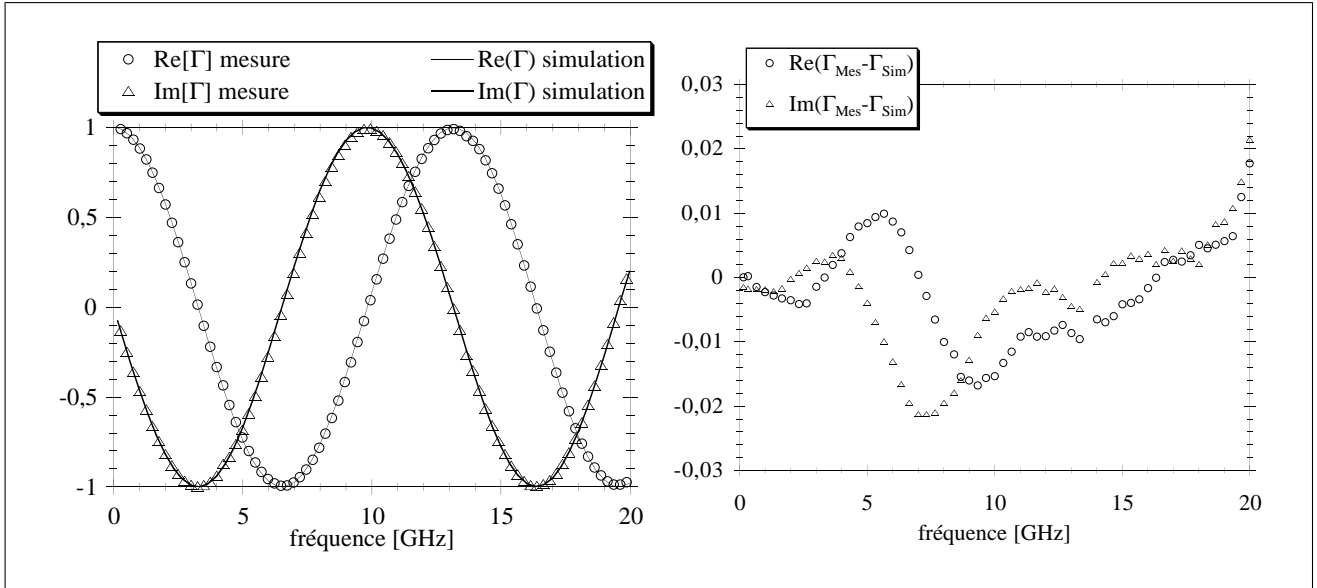 Re[Γ] mesure
Re(Γ) simulation
Im[Γ] mesure
Im(Γ) simulation
1
0,5
0
-0,5
-1
0
5
10
15
20
fréquence [GHz]
Re(ΓMes-ΓSim)
Im(ΓMes-ΓSim)
0,03
0,02
0,01
0
-0,01
-0,02
-0,03
0
5
10
15
20
fréquence [GHz]